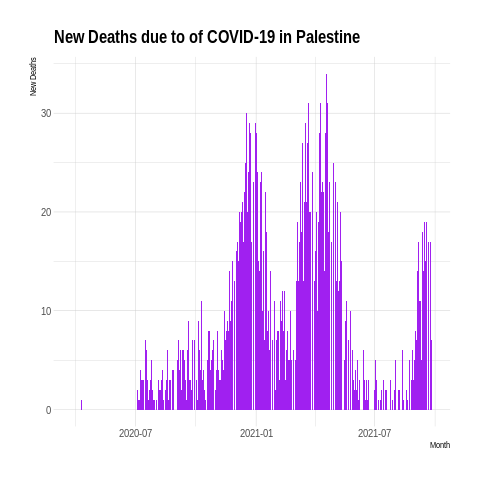 New Deaths due to of COVID-19 in Palestine
New Deaths
30
20
10
0
2020-07
2021-01
2021-07
Month